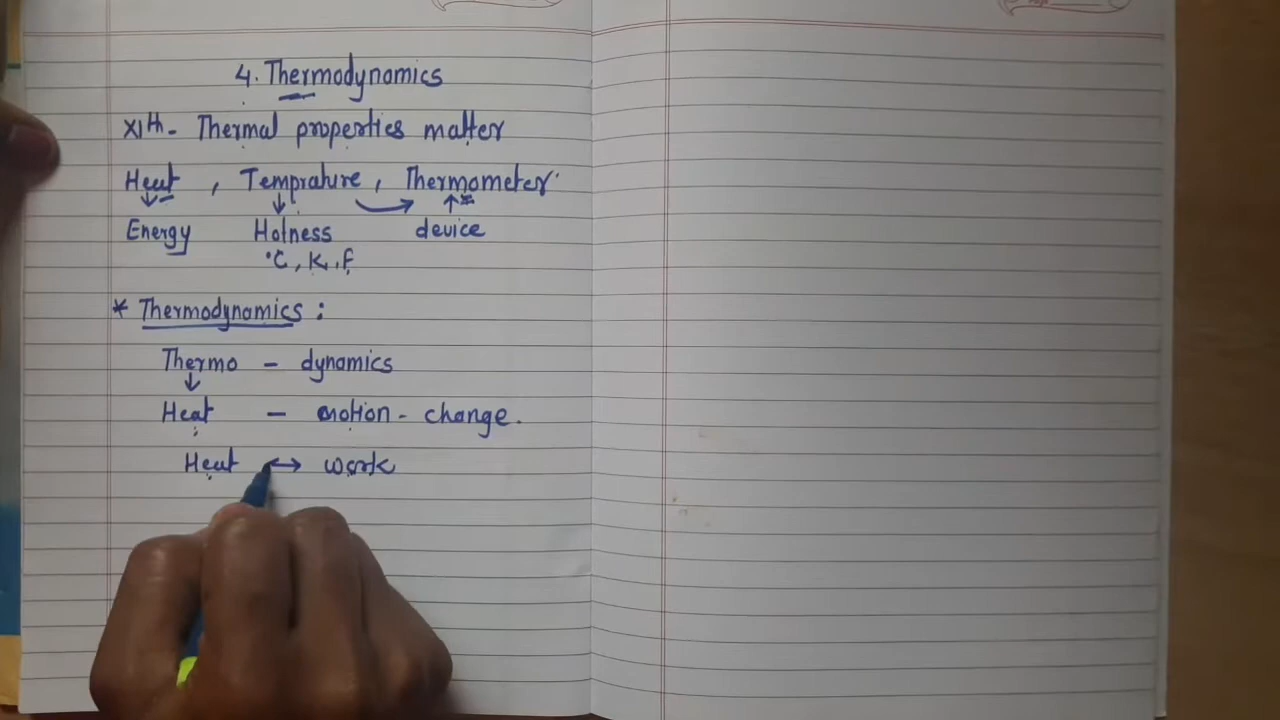 4. Thermodynamics
XIth - Thermal properties matter
Heat , Temprature , Thermometer
Energy Hotness device
°C, K, F
* Thermodynamics :
Thermo - dynamics
Heat - motion - change.
Heat ↔ work